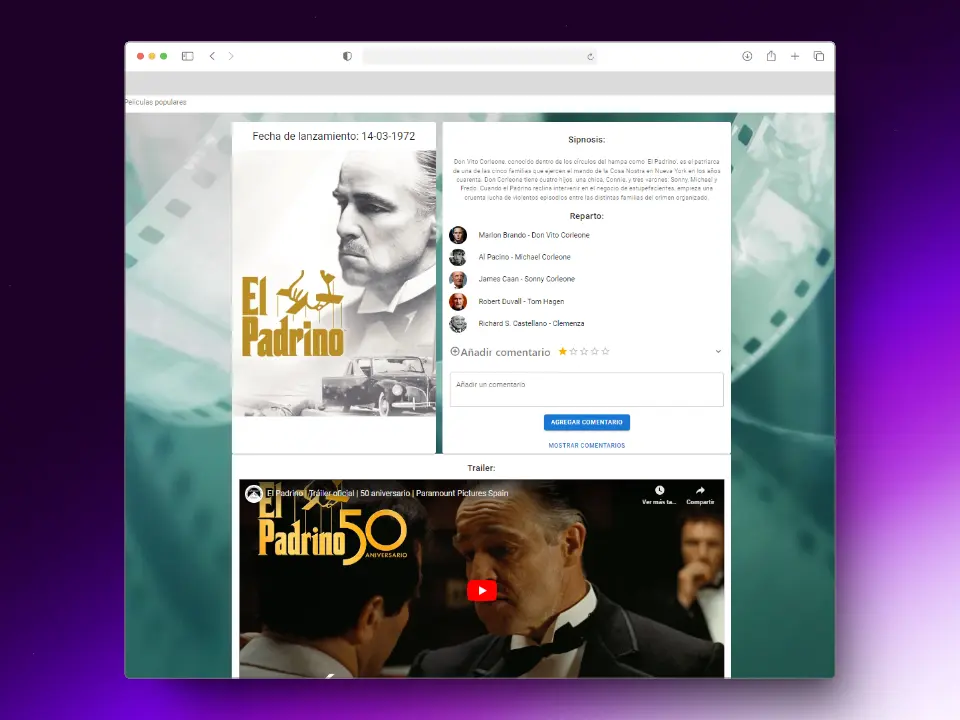 Películas populares
Fecha de lanzamiento: 14-03-1972
El
Padrino
Sipnosis:
Don Vito Corleone, conocido dentro de los círculos del hampa como 'El Padrino', es el patriarca
de una de las cinco familias que ejercen el mando de la Cosa Nostra en Nueva York en los años
cuarenta. Don Corleone tiene cuatro hijos: una chica, Connie, y tres varones: Sonny, Michael y
Fredo. Cuando el Padrino reclina intervenir en el negocio de estupefacientes, empieza una
cruenta lucha de violentos episodios entre las distintas familias del crimen organizado.
Reparto:
Marlon Brando - Don Vito Corleone
Al Pacino - Michael Corleone
James Caan - Sonny Corleone
Robert Duvall - Tom Hagen
Richard S. Castellano - Clemenza
Añadir comentario
Añadir un comentario
AGREGAR COMENTARIO
MOSTRAR COMENTARIOS
Trailer:
El Padrino | Tráiler oficial | 50 aniversario | Paramount Pictures Spain
Ver más ta...
Compartir
El
Padrino 50
ANIVERSARIO